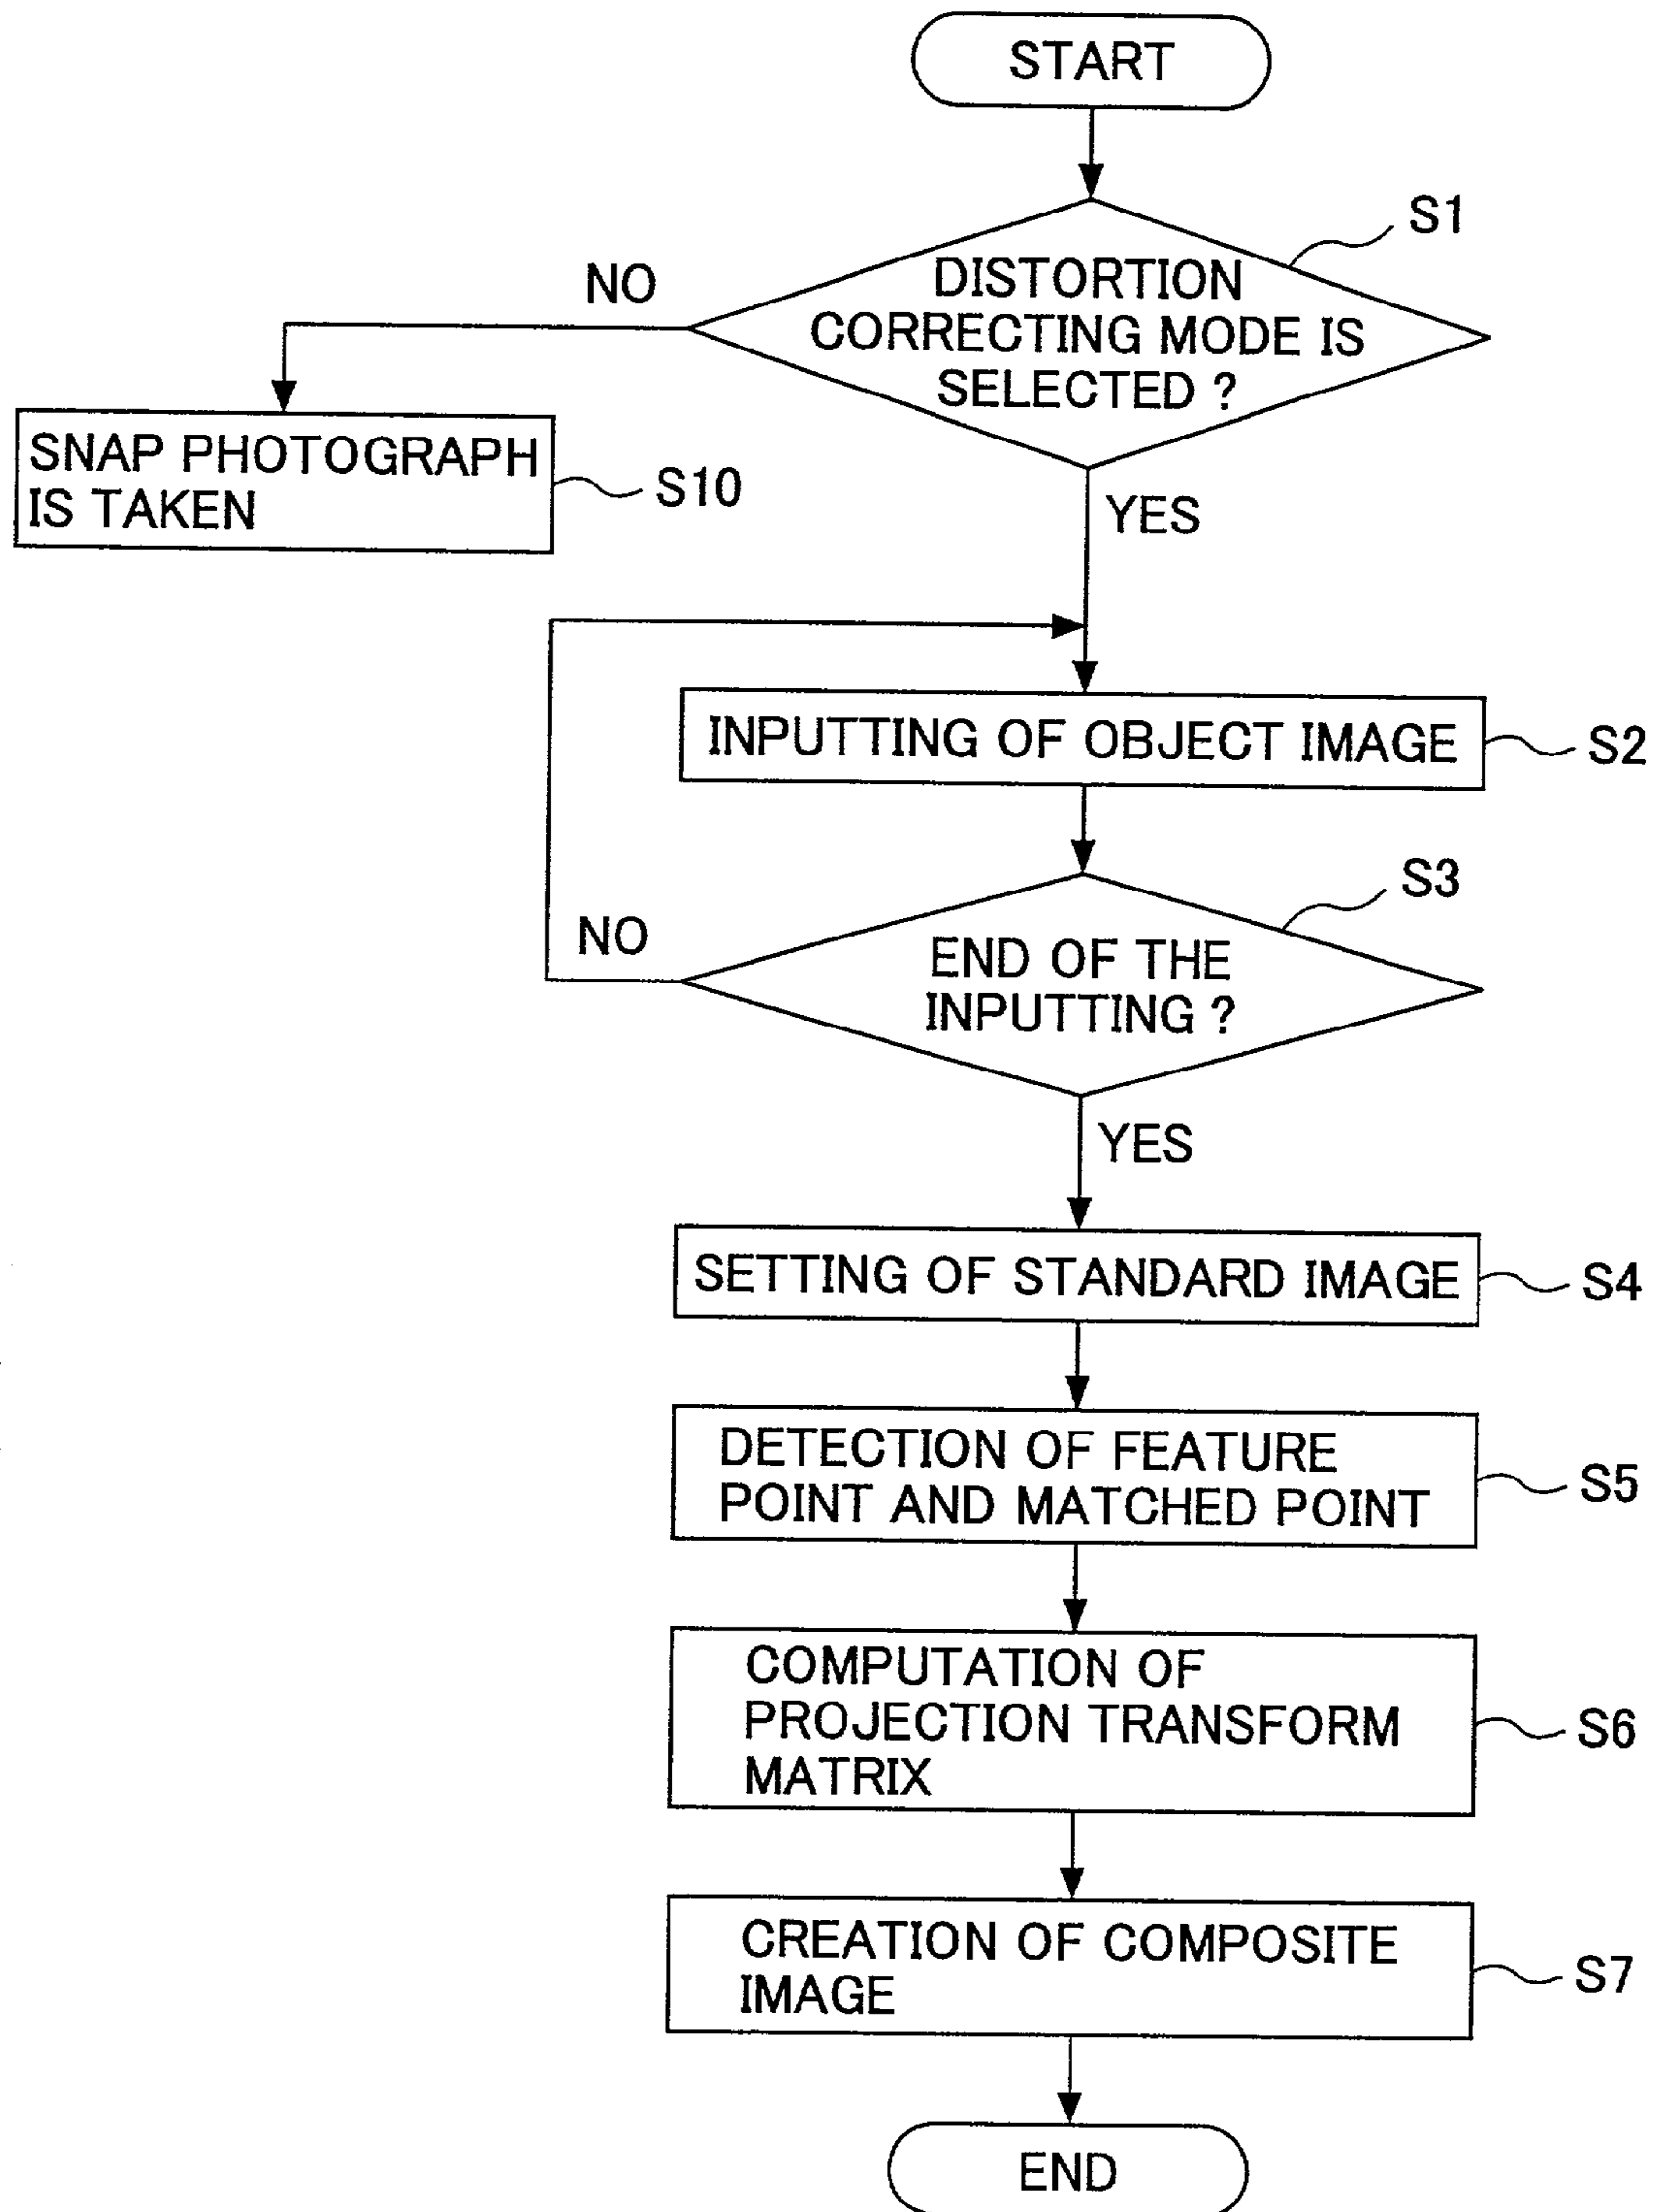 START
S1
DISTORTION
CORRECTING MODE IS
SELECTED ?
NO
SNAP PHOTOGRAPH
IS TAKEN
S10
YES
INPUTTING OF OBJECT IMAGE
S2
S3
END OF THE
INPUTTING ?
NO
YES
SETTING OF STANDARD IMAGE
S4
DETECTION OF FEATURE
POINT AND MATCHED POINT
S5
COMPUTATION OF
PROJECTION TRANSFORM
MATRIX
S6
CREATION OF COMPOSITE
IMAGE
S7
END